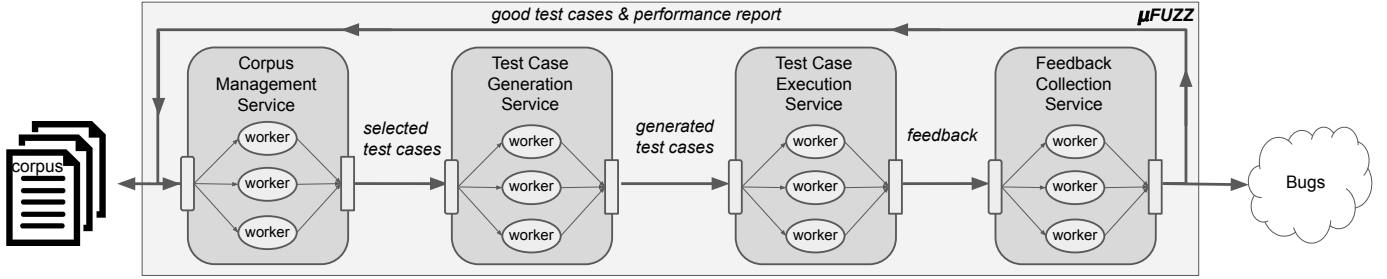 good test cases & performance report
µFUZZ
corpus
Corpus
Management
Service
worker
worker
worker
selected
test cases
Test Case
Generation
Service
worker
worker
worker
generated
test cases
Test Case
Execution
Service
worker
worker
worker
feedback
Feedback
Collection
Service
worker
worker
worker
Bugs